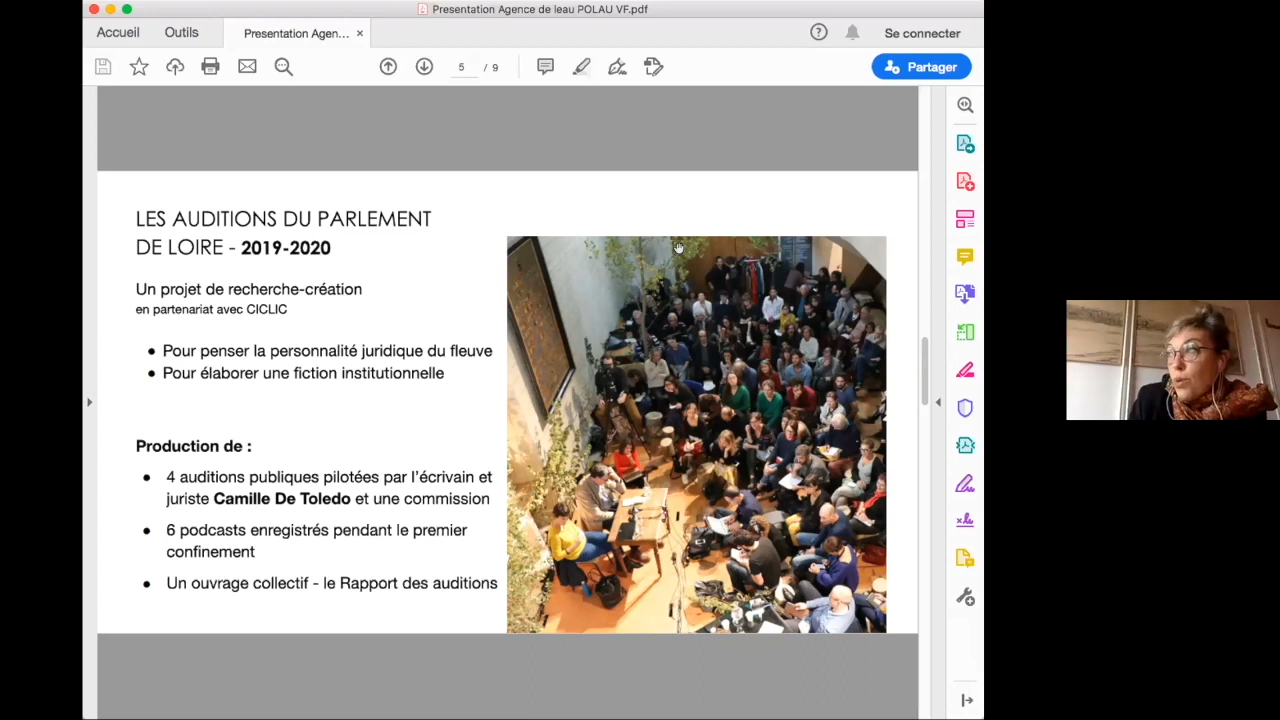 Presentation Agence de leau POLAU VF.pdf
Accueil
Outils
Presentation Agen... ×
Se connecter
5 / 9
Partager
LES AUDITIONS DU PARLEMENT
DE LOIRE - 2019-2020
Un projet de recherche-création
en partenariat avec CICLIC
• Pour penser la personnalité juridique du fleuve
• Pour élaborer une fiction institutionnelle
Production de :
• 4 auditions publiques pilotées par l'écrivain et
juriste Camille De Toledo et une commission
• 6 podcasts enregistrés pendant le premier
confinement
• Un ouvrage collectif - le Rapport des auditions